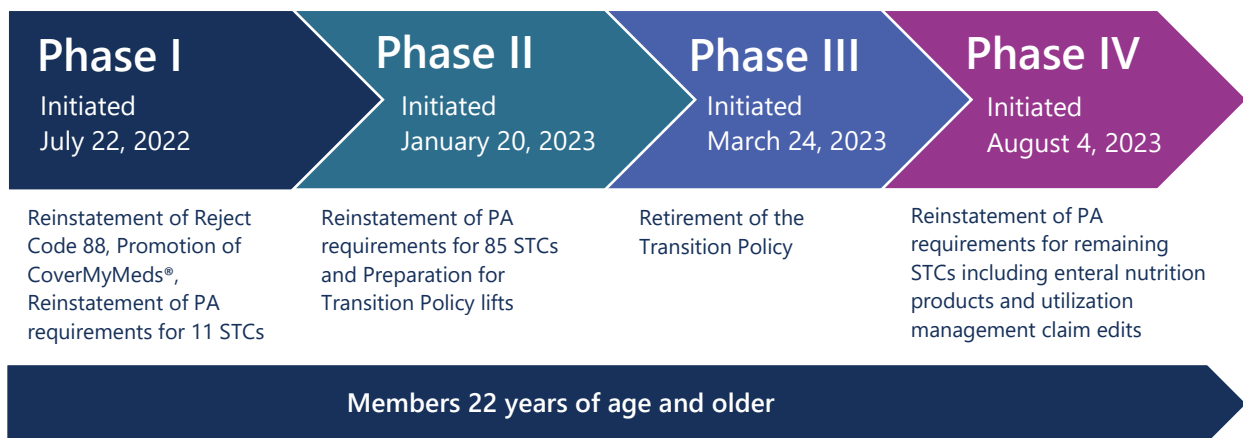 Phase I
Initiated
July 22, 2022
Phase II
Initiated
January 20, 2023
Phase III
Initiated
March 24, 2023
Phase IV
Initiated
August 4, 2023
Reinstatement of Reject
Code 88, Promotion of
CoverMyMeds®,
Reinstatement of PA
requirements for 11 STCs
Reinstatement of PA
requirements for 85 STCs
and Preparation for
Transition Policy lifts
Retirement of the
Transition Policy
Reinstatement of PA
requirements for remaining
STCs including enteral nutrition
products and utilization
management claim edits
Members 22 years of age and older